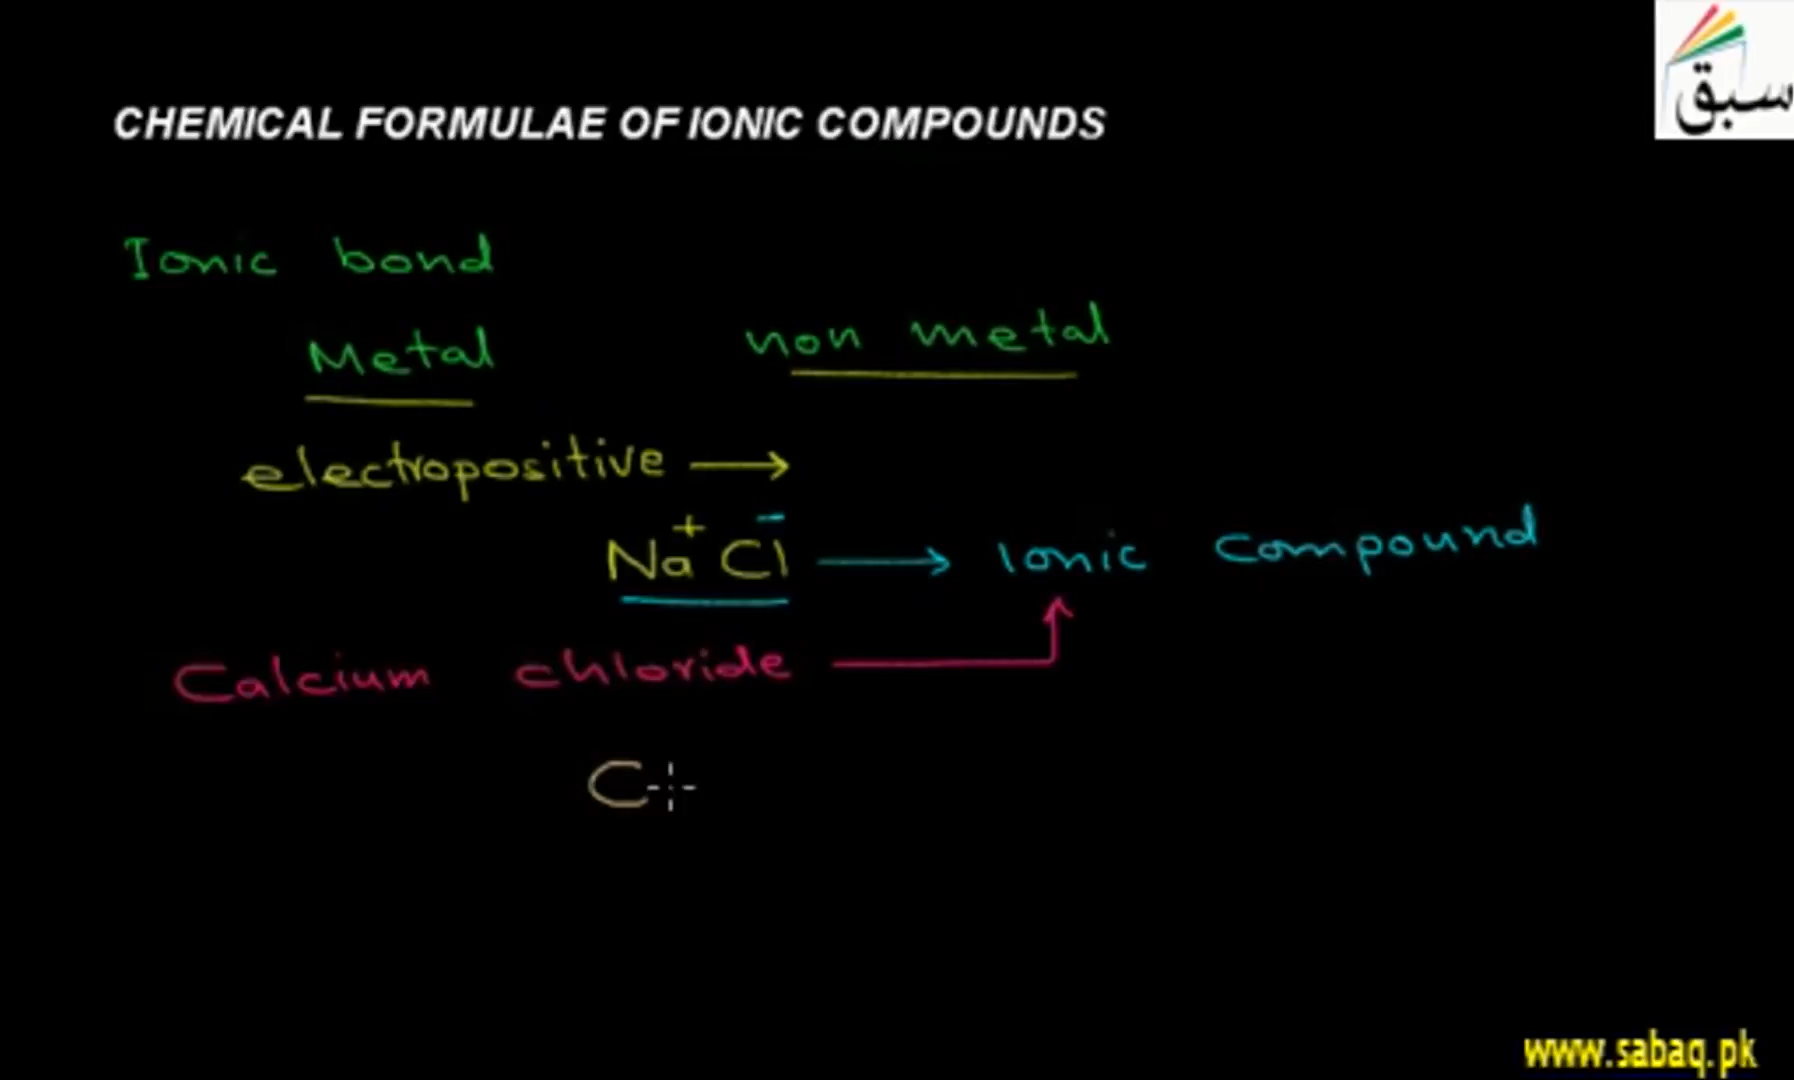 سبق
CHEMICAL FORMULAE OF IONIC COMPOUNDS
Ionic bond
Metal non metal
electropositive →
Na⁺Cl⁻ → Ionic compound
Calcium chloride
C
www.sabaq.pk